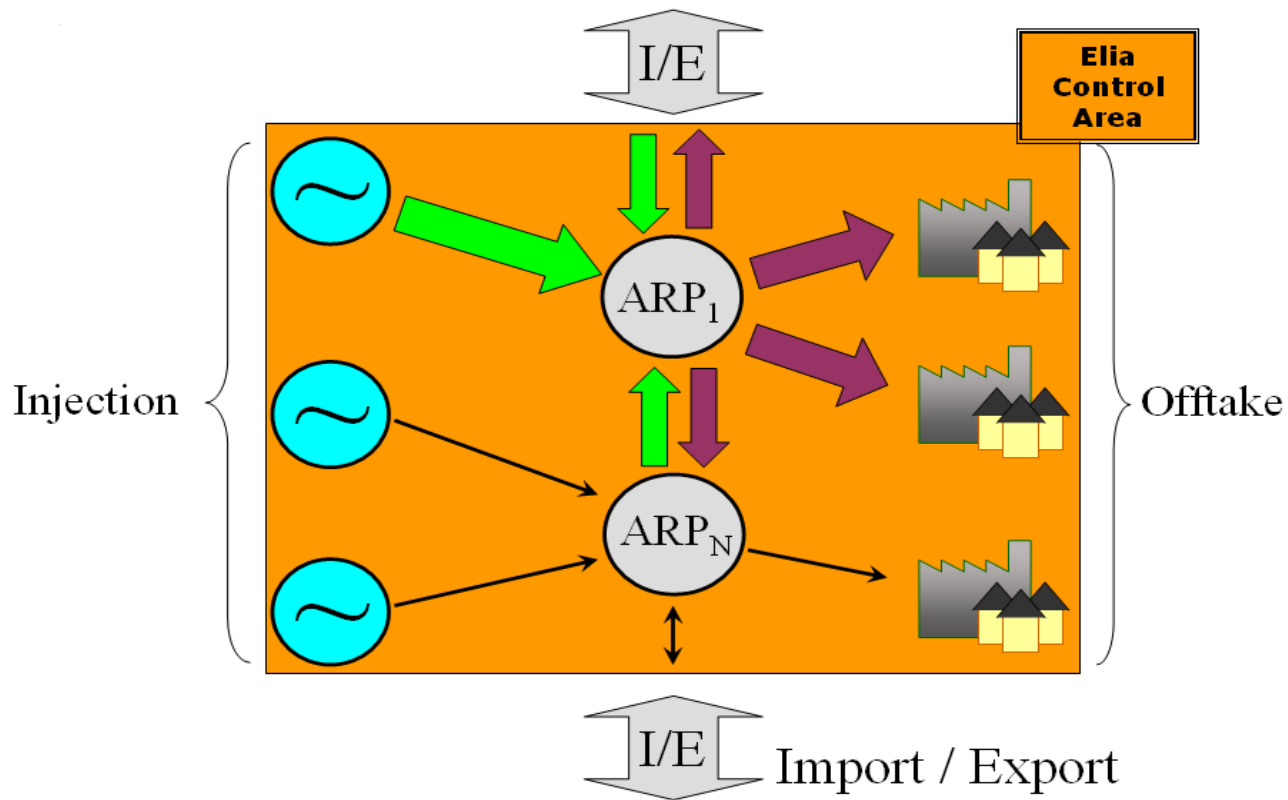 I/E
Elia
Control
Area
ARP1
Injection
Offtake
ARPN
I/E
Import / Export